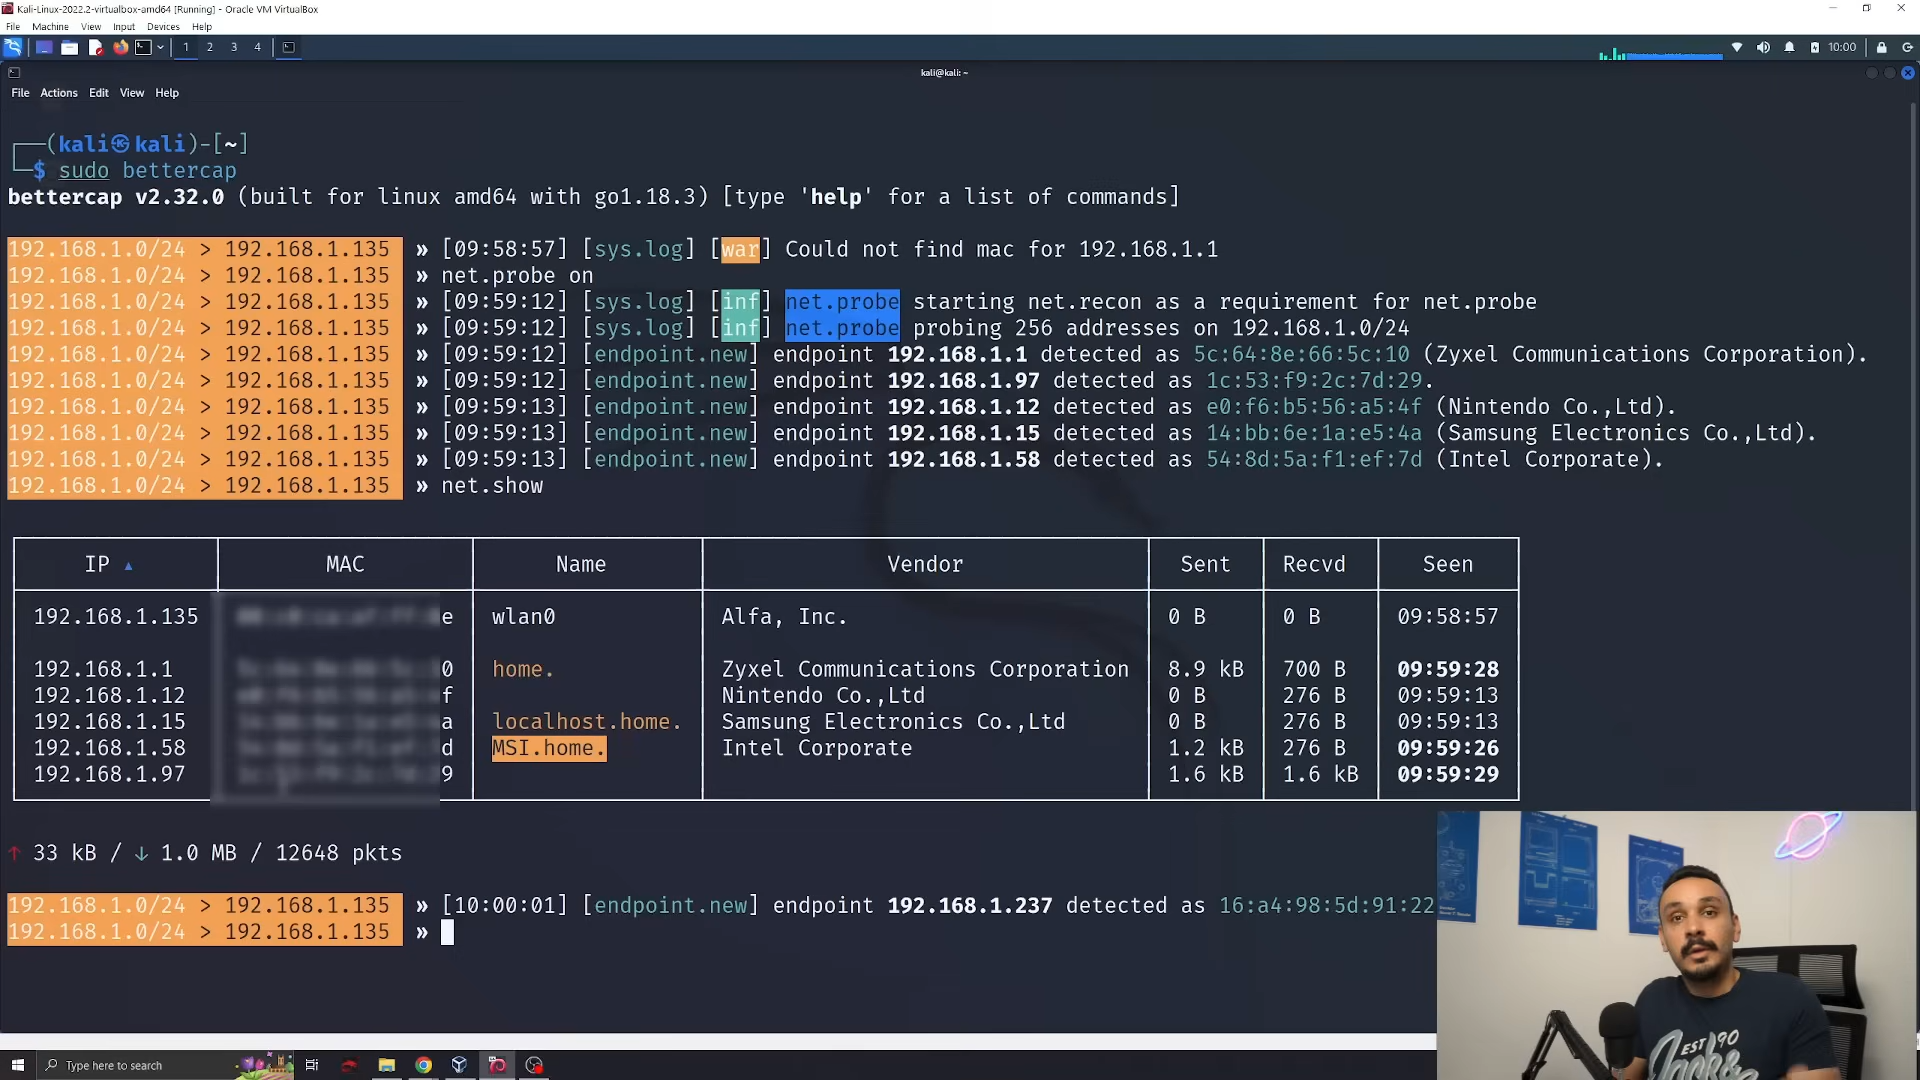 Kali-Linux-2022.2-virtualbox-amd64 [Running] - Oracle VM VirtualBox
File Machine View Input Devices Help
1 2 3 4 10:00
kali@kali: ~
File Actions Edit View Help
(kali㉿kali)-[~]
$ sudo bettercap
bettercap v2.32.0 (built for linux amd64 with go1.18.3) [type 'help' for a list of commands]
192.168.1.0/24 > 192.168.1.135 » [09:58:57] [sys.log] [war] Could not find mac for 192.168.1.1
192.168.1.0/24 > 192.168.1.135 » net.probe on
192.168.1.0/24 > 192.168.1.135 » [09:59:12] [sys.log] [inf] net.probe starting net.recon as a requirement for net.probe
192.168.1.0/24 > 192.168.1.135 » [09:59:12] [sys.log] [inf] net.probe probing 256 addresses on 192.168.1.0/24
192.168.1.0/24 > 192.168.1.135 » [09:59:12] [endpoint.new] endpoint 192.168.1.1 detected as 5c:64:8e:66:5c:10 (Zyxel Communications Corporation).
192.168.1.0/24 > 192.168.1.135 » [09:59:12] [endpoint.new] endpoint 192.168.1.97 detected as 1c:53:f9:2c:7d:29.
192.168.1.0/24 > 192.168.1.135 » [09:59:13] [endpoint.new] endpoint 192.168.1.12 detected as e0:f6:b5:56:a5:4f (Nintendo Co.,Ltd).
192.168.1.0/24 > 192.168.1.135 » [09:59:13] [endpoint.new] endpoint 192.168.1.15 detected as 14:bb:6e:1a:e5:4a (Samsung Electronics Co.,Ltd).
192.168.1.0/24 > 192.168.1.135 » [09:59:13] [endpoint.new] endpoint 192.168.1.58 detected as 54:8d:5a:f1:ef:7d (Intel Corporate).
192.168.1.0/24 > 192.168.1.135 » net.show
IP ▲ MAC Name Vendor Sent Recvd Seen
192.168.1.135 e wlan0 Alfa, Inc. 0 B 0 B 09:58:57
192.168.1.1 0 home. Zyxel Communications Corporation 8.9 kB 700 B 09:59:28
192.168.1.12 f Nintendo Co.,Ltd 0 B 276 B 09:59:13
192.168.1.15 a localhost.home. Samsung Electronics Co.,Ltd 0 B 276 B 09:59:13
192.168.1.58 d MSI.home. Intel Corporate 1.2 kB 276 B 09:59:26
192.168.1.97 9 1.6 kB 1.6 kB 09:59:29
↑ 33 kB / ↓ 1.0 MB / 12648 pkts
192.168.1.0/24 > 192.168.1.135 » [10:00:01] [endpoint.new] endpoint 192.168.1.237 detected as 16:a4:98:5d:91:22
192.168.1.0/24 > 192.168.1.135 »
EST 90
Type here to search